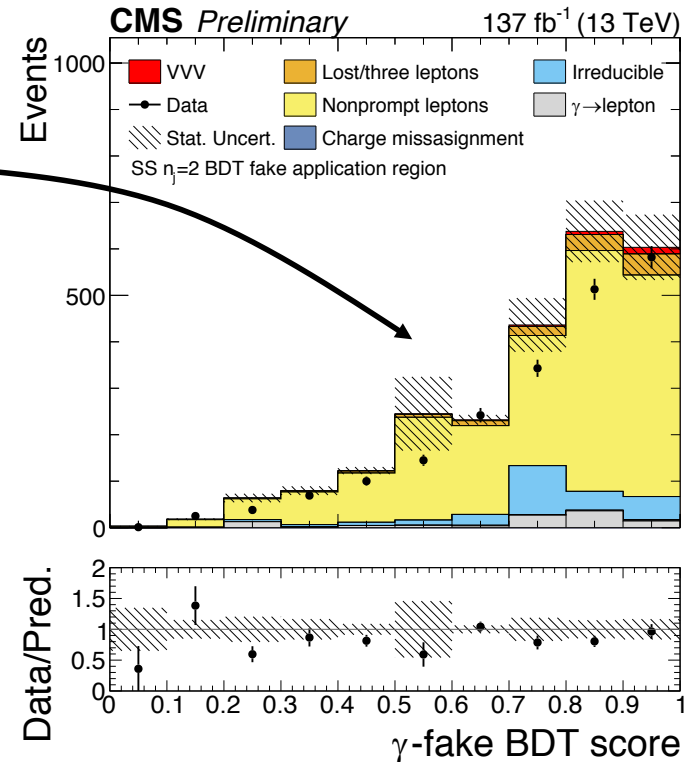 CMS Preliminary 137 fb⁻¹ (13 TeV)
Events
1000
500
0
VVV
Lost/three leptons
Irreducible
Data
Nonprompt leptons
γ→lepton
Stat. Uncert.
Charge missasignment
SS nj=2 BDT fake application region
Data/Pred.
2
1.5
1
0.5
0
0 0.1 0.2 0.3 0.4 0.5 0.6 0.7 0.8 0.9 1
γ-fake BDT score